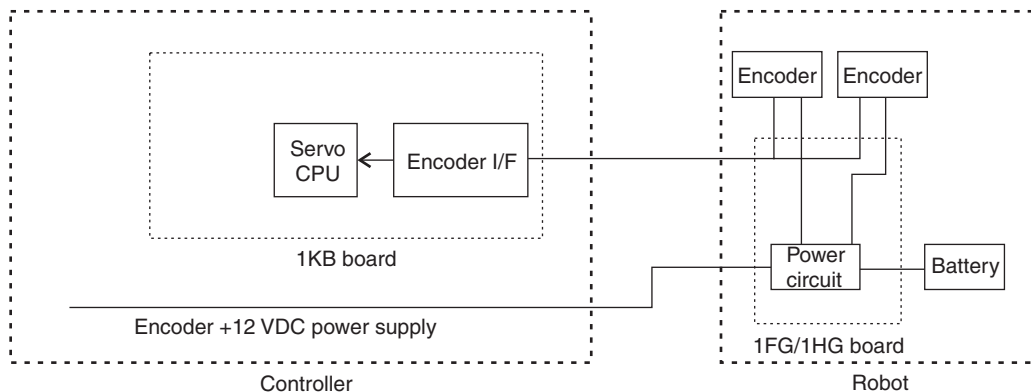 Encoder
Encoder
Servo
CPU
Encoder I/F
1KB board
Power
circuit
Battery
Encoder +12 VDC power supply
1FG/1HG board
Controller
Robot